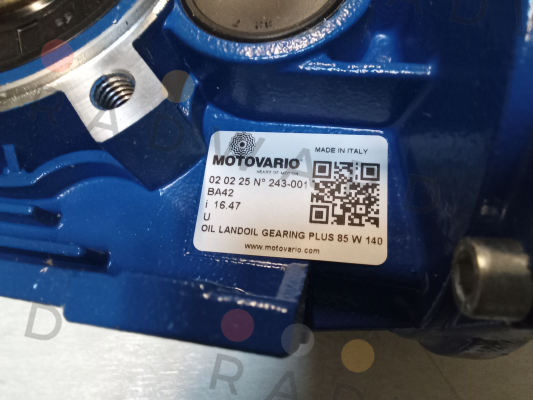 MOTOVARIO
MADE IN ITALY
02 02 25 N° 243-001
BA42
i 16.47
U
OIL LANDOIL GEARING PLUS 85 W 140
www.motovario.com